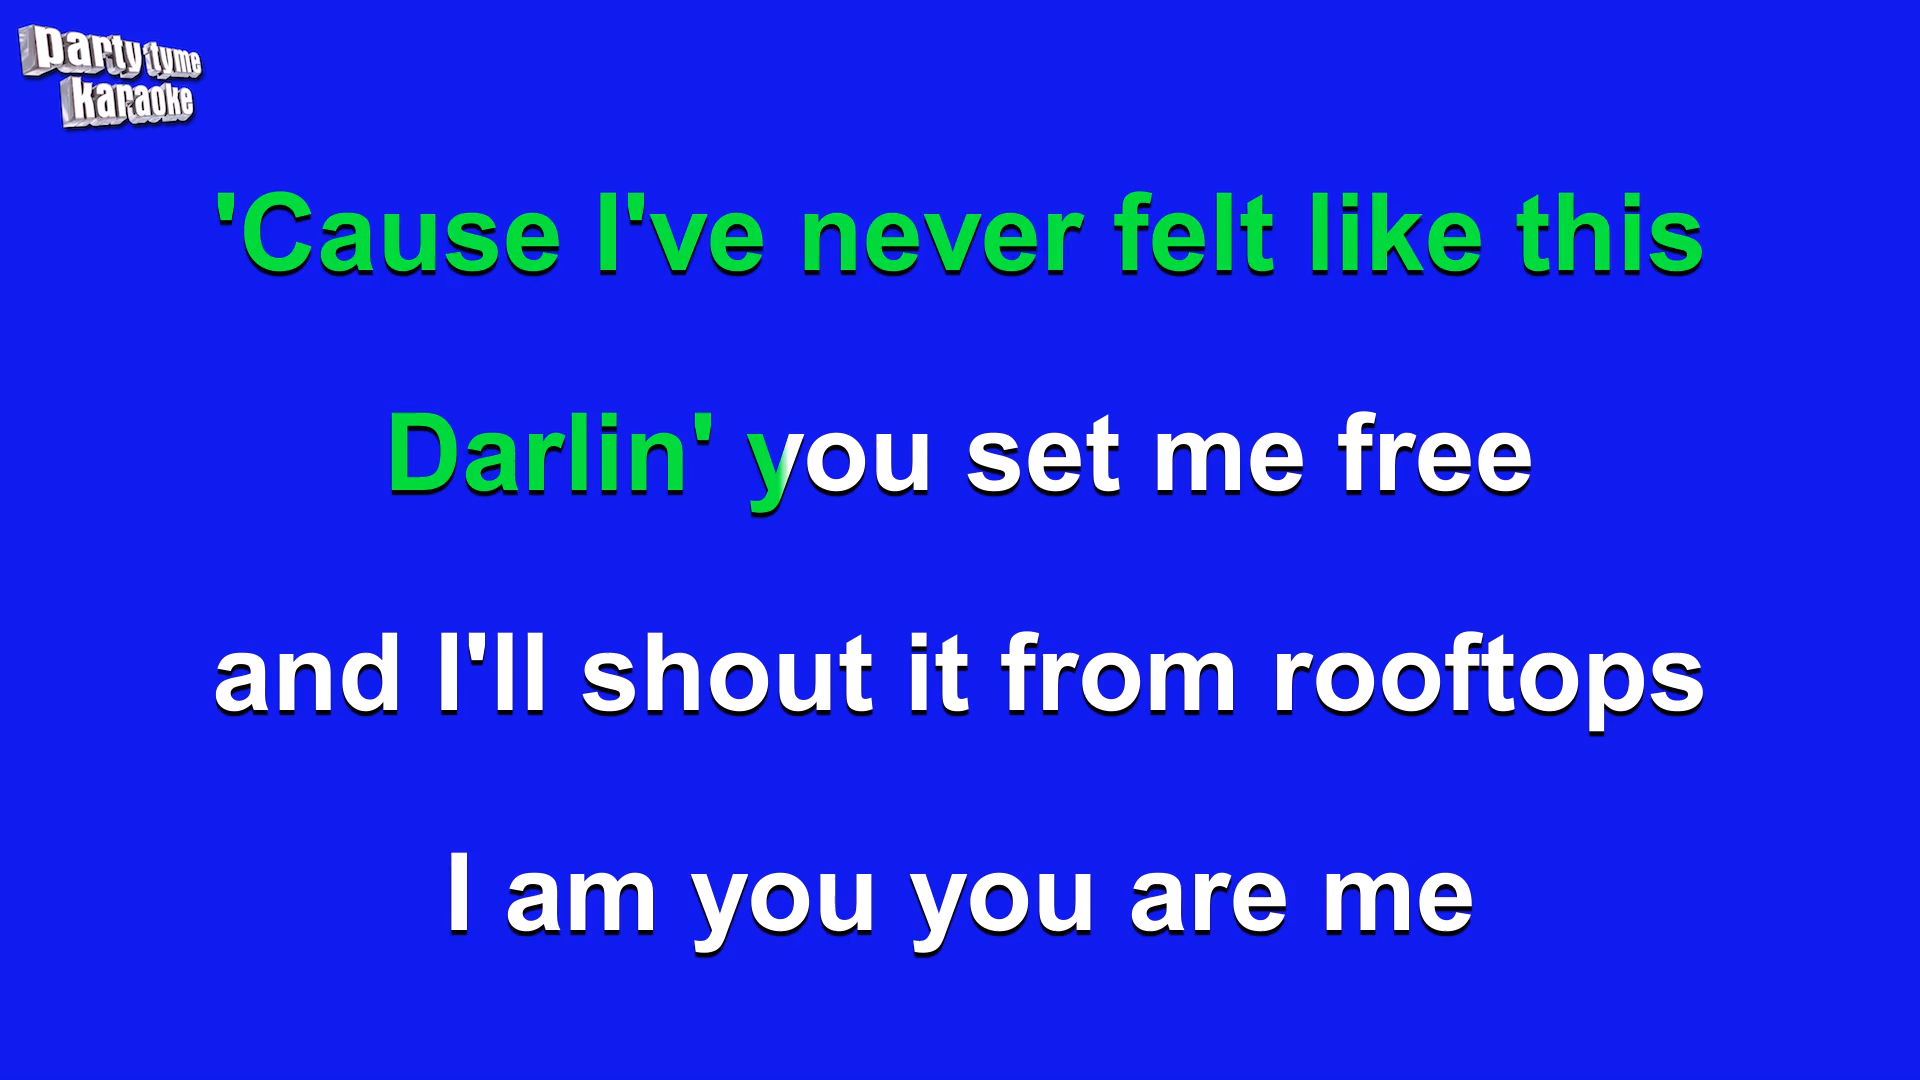 party tyme
karaoke
'Cause I've never felt like this
Darlin' you set me free
and I'll shout it from rooftops
I am you you are me